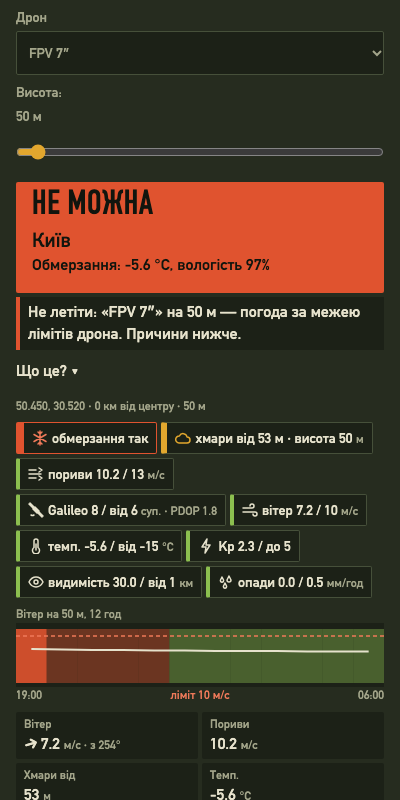 Дрон
FPV 7″
Висота:
50 м
НЕ МОЖНА
Київ
Обмерзання: -5.6 °C, вологість 97%
Не летіти: «FPV 7″» на 50 м — погода за межею
лімітів дрона. Причини нижче.
Що це? ▾
50.450, 30.520 · 0 км від центру · 50 м
обмерзання так
хмари від 53 м · висота 50 м
пориви 10.2 / 13 м/с
Galileo 8 / від 6 суп. · PDOP 1.8
вітер 7.2 / 10 м/с
темп. -5.6 / від -15 °C
Kp 2.3 / до 5
видимість 30.0 / від 1 км
опади 0.0 / 0.5 мм/год
Вітер на 50 м, 12 год
19:00
ліміт 10 м/с
06:00
Вітер
7.2 м/с · з 254°
Пориви
10.2 м/с
Хмари від
53 м
Темп.
-5.6 °C